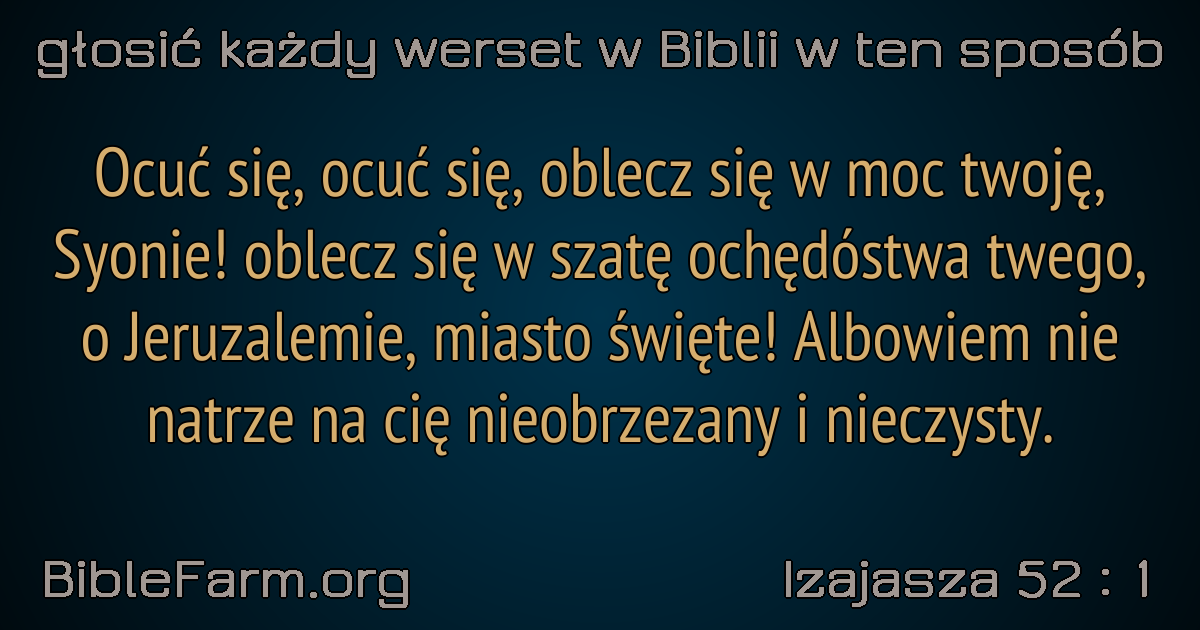 głosić każdy werset w Biblii w ten sposób
Ocuć się, ocuć się, oblecz się w moc twoję,
Syonie! oblecz się w szatę ochędóstwa twego,
o Jeruzalemie, miasto święte! Albowiem nie
natrze na cię nieobrzezany i nieczysty.
BibleFarm.org
Izajasza 52 : 1